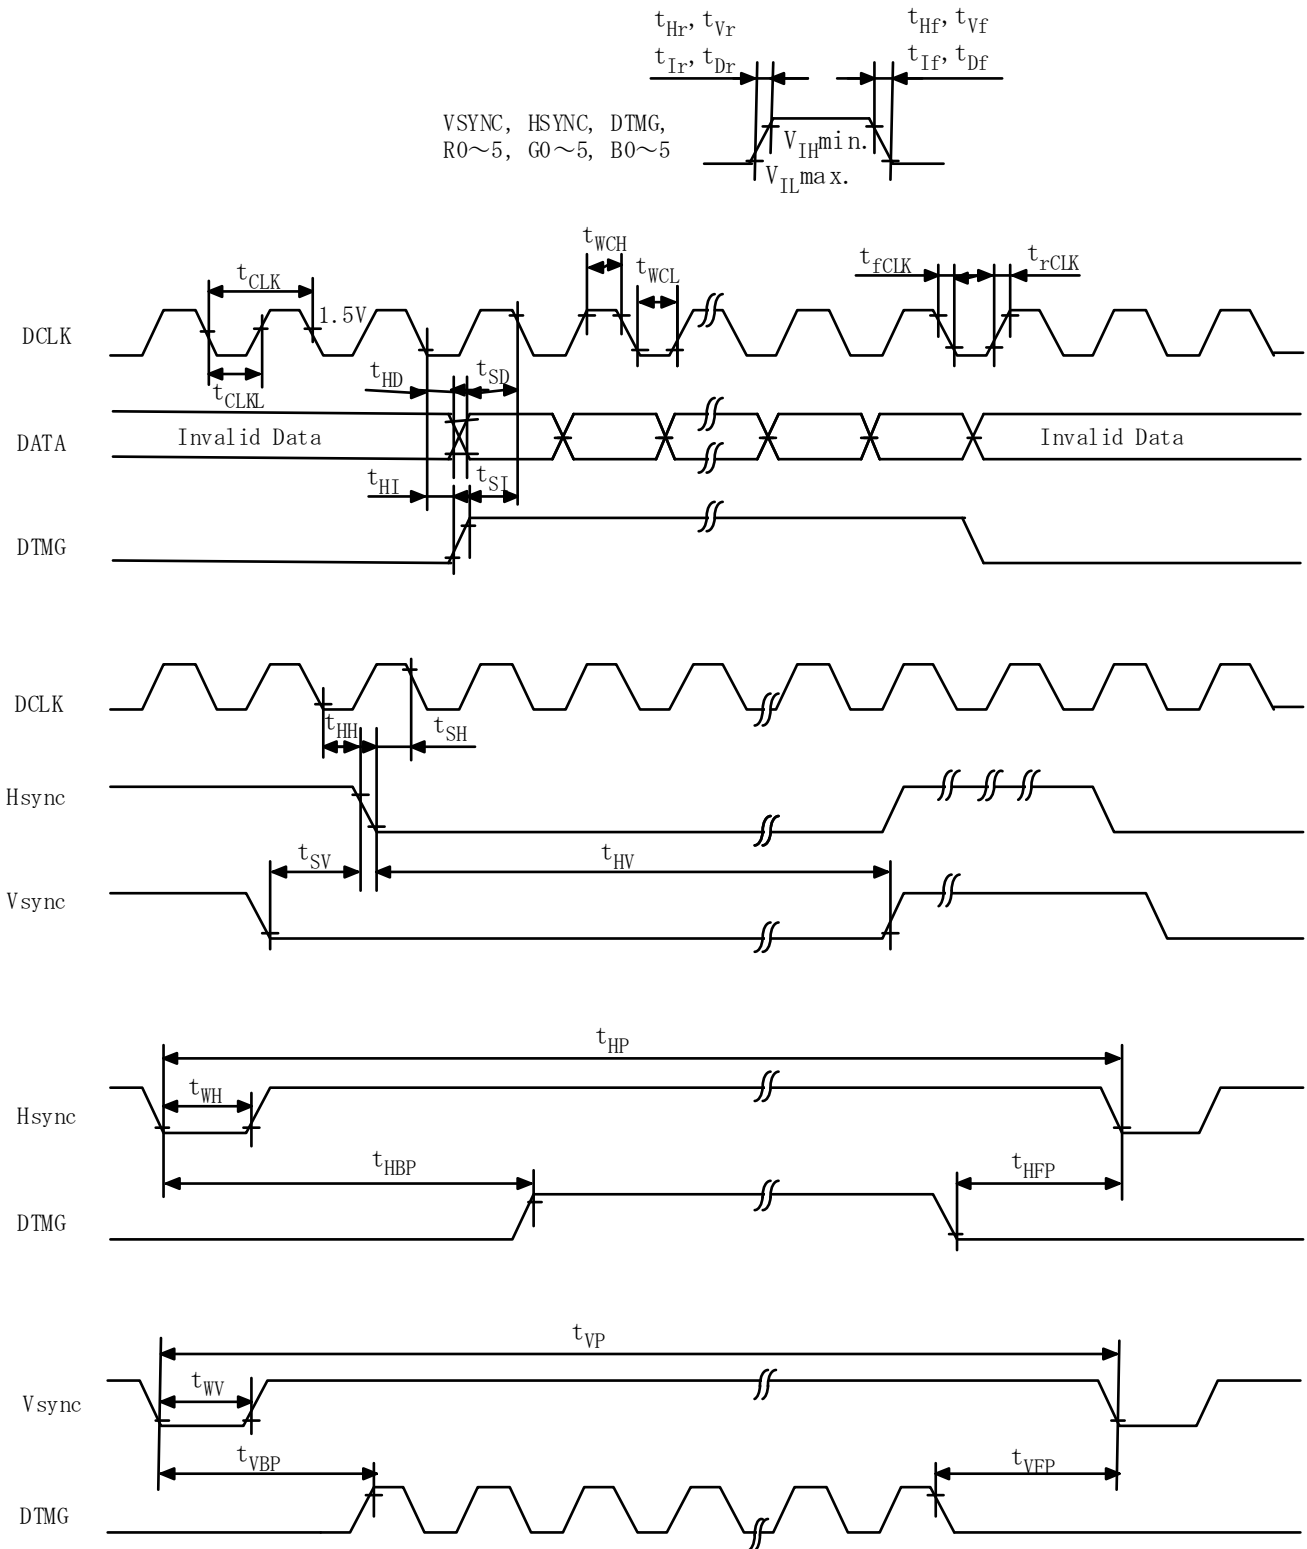 tHr, tVr
tHf, tVf
tIr, tDr
tIf, tDf
VSYNC, HSYNC, DTMG,
R0～5, G0～5, B0～5
VIHmin.
VILmax.
tWCH
tWCL
tfCLK
trCLK
tCLK
1.5V
DCLK
tHD
tSD
tCLKL
DATA
Invalid Data
Invalid Data
tHI
tSI
DTMG
DCLK
tHH
tSH
Hsync
tSV
tHV
Vsync
tHP
tWH
Hsync
tHBP
tHFP
DTMG
tVP
tWV
Vsync
tVBP
tVFP
DTMG